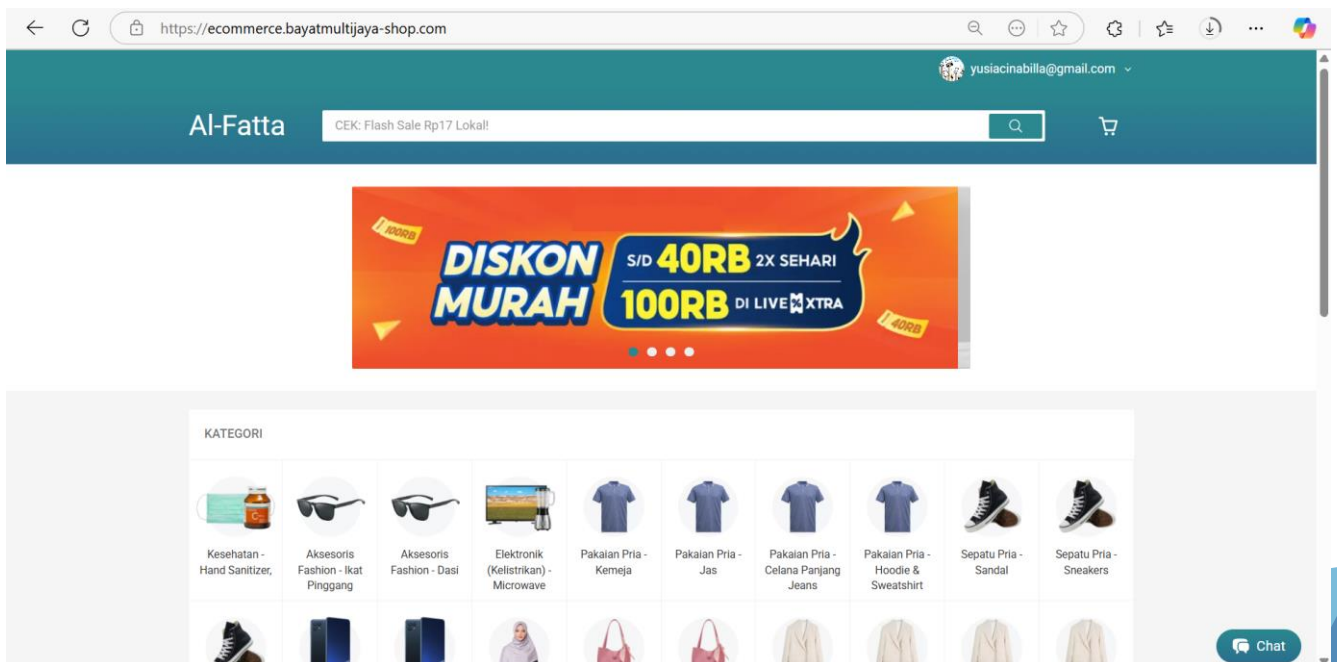 https://ecommerce.bayatmultijaya-shop.com
yusiacinabilla@gmail.com
Al-Fatta
CEK: Flash Sale Rp17 Lokal!
100RB
DISKON
MURAH
S/D 40RB 2X SEHARI
100RB DI LIVE XTRA
40RB
KATEGORI
Kesehatan -
Hand Sanitizer,
Aksesoris
Fashion - Ikat
Pinggang
Aksesoris
Fashion - Dasi
Elektronik
(Kelistrikan) -
Microwave
Pakaian Pria -
Kemeja
Pakaian Pria -
Jas
Pakaian Pria -
Celana Panjang
Jeans
Pakaian Pria -
Hoodie &
Sweatshirt
Sepatu Pria -
Sandal
Sepatu Pria -
Sneakers
Chat